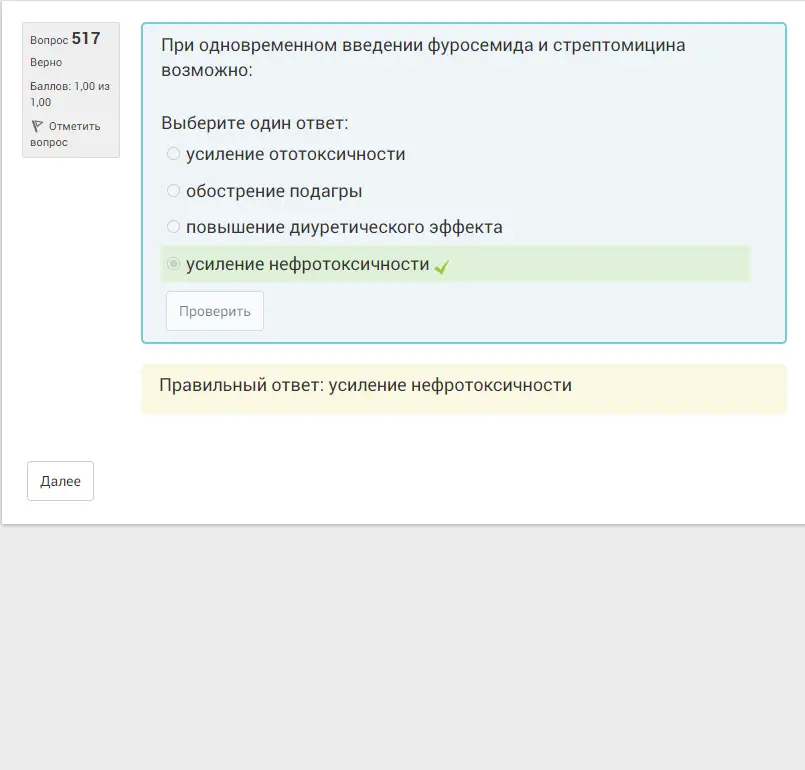 Вопрос 517
Верно
Баллов: 1,00 из
1,00
Отметить
вопрос
При одновременном введении фуросемида и стрептомицина
возможно:
Выберите один ответ:
усиление ототоксичности
обострение подагры
повышение диуретического эффекта
усиление нефротоксичности
Проверить
Правильный ответ: усиление нефротоксичности
Далее